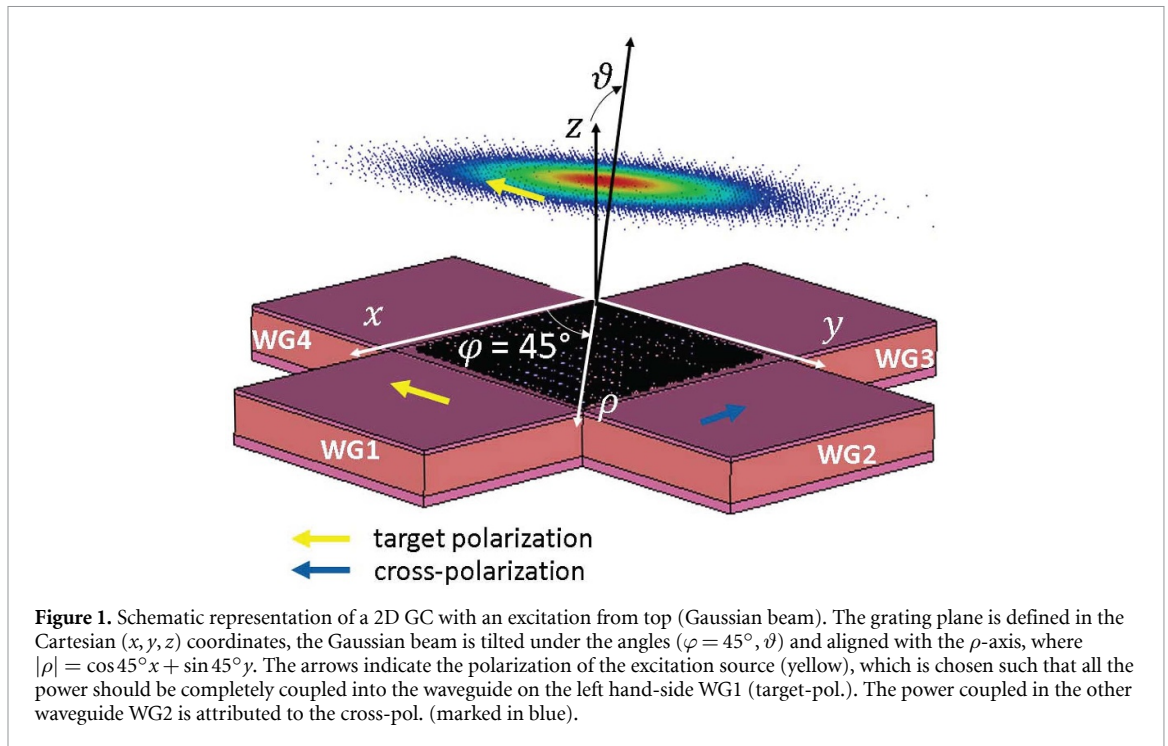 ϑ
z
x
y
WG4
φ = 45°
WG3
ρ
WG1
WG2
target polarization
cross-polarization
Figure 1. Schematic representation of a 2D GC with an excitation from top (Gaussian beam). The grating plane is defined in the
Cartesian (x, y, z) coordinates, the Gaussian beam is tilted under the angles (φ = 45°, ϑ) and aligned with the ρ-axis, where
|ρ| = cos 45°x + sin 45°y. The arrows indicate the polarization of the excitation source (yellow), which is chosen such that all the
power should be completely coupled into the waveguide on the left hand-side WG1 (target-pol.). The power coupled in the other
waveguide WG2 is attributed to the cross-pol. (marked in blue).